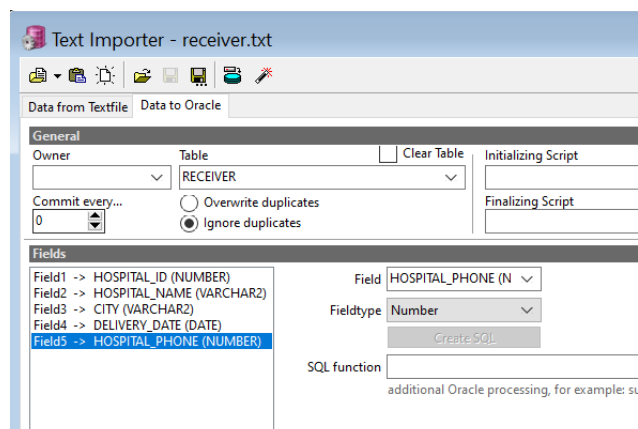 Text Importer - receiver.txt
Data from Textfile Data to Oracle
General
Owner Table Clear Table Initializing Script
RECEIVER
Commit every... Overwrite duplicates Finalizing Script
0 Ignore duplicates
Fields
Field1 -> HOSPITAL_ID (NUMBER)
Field2 -> HOSPITAL_NAME (VARCHAR2)
Field3 -> CITY (VARCHAR2)
Field4 -> DELIVERY_DATE (DATE)
Field5 -> HOSPITAL_PHONE (NUMBER)
Field HOSPITAL_PHONE (N
Fieldtype Number
Create SQL
SQL function
additional Oracle processing, for example: su